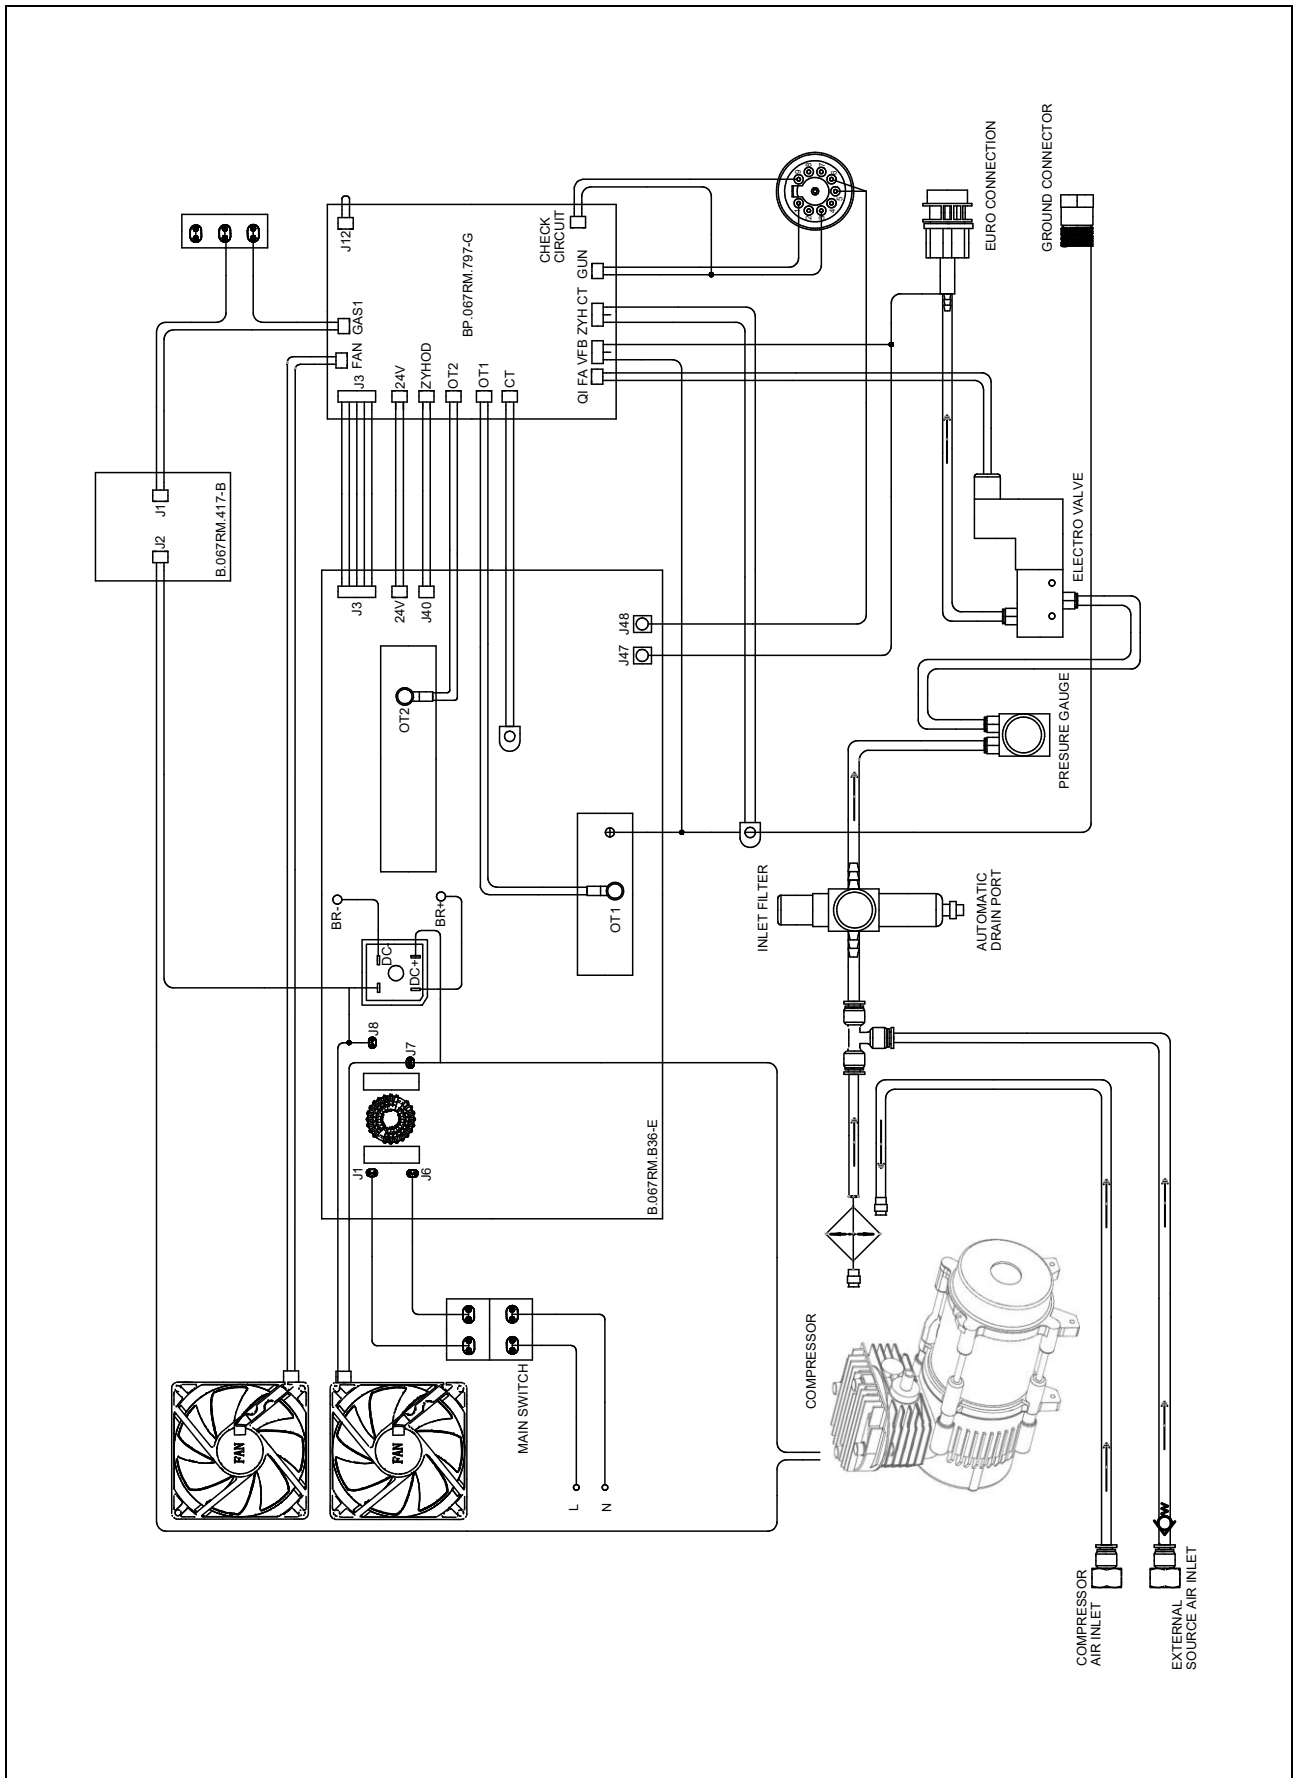 EURO CONNECTION
GROUND CONNECTOR
J12
CHECK
CIRCUIT
GAS1
FAN
BP.067RM.797-G
GUN
ZYH CT
VFB
QI FA
J3
24V
ZYHOD
OT2
OT1
CT
J1
J2
B.067RM.417-B
J3
24V
J40
J48
J47
ELECTRO VALVE
PRESURE GAUGE
OT2
OT1
BR-
BR+
DC-
DC+
INLET FILTER
AUTOMATIC
DRAIN PORT
J8
J7
J1
J6
B.067RM.B36-E
MAIN SWITCH
FAN
FAN
L
N
COMPRESSOR
COMPRESSOR
AIR INLET
EXTERNAL
SOURCE AIR INLET